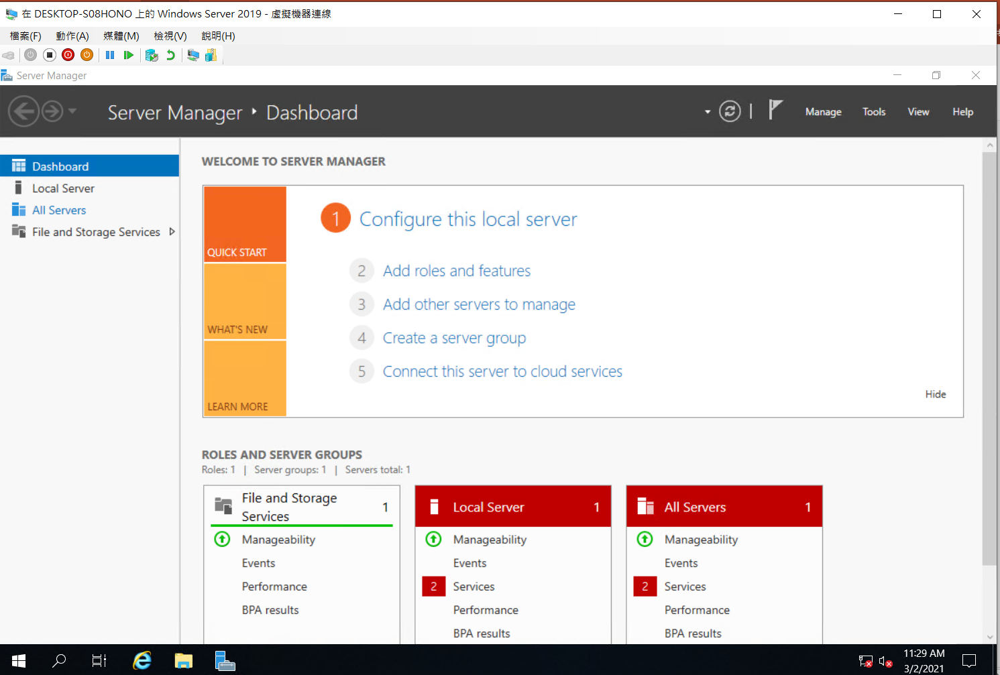 在 DESKTOP-S08HONO 上的 Windows Server 2019 - 虛擬機器連線
檔案(F) 動作(A) 媒體(M) 檢視(V) 說明(H)
Server Manager
Server Manager ‣ Dashboard
Manage Tools View Help
Dashboard
Local Server
All Servers
File and Storage Services
WELCOME TO SERVER MANAGER
QUICK START
WHAT'S NEW
LEARN MORE
1 Configure this local server
2 Add roles and features
3 Add other servers to manage
4 Create a server group
5 Connect this server to cloud services
Hide
ROLES AND SERVER GROUPS
Roles: 1 | Server groups: 1 | Servers total: 1
File and Storage
Services 1
Manageability
Events
Performance
BPA results
Local Server 1
Manageability
Events
2 Services
Performance
BPA results
All Servers 1
Manageability
Events
2 Services
Performance
BPA results
11:29 AM
3/2/2021